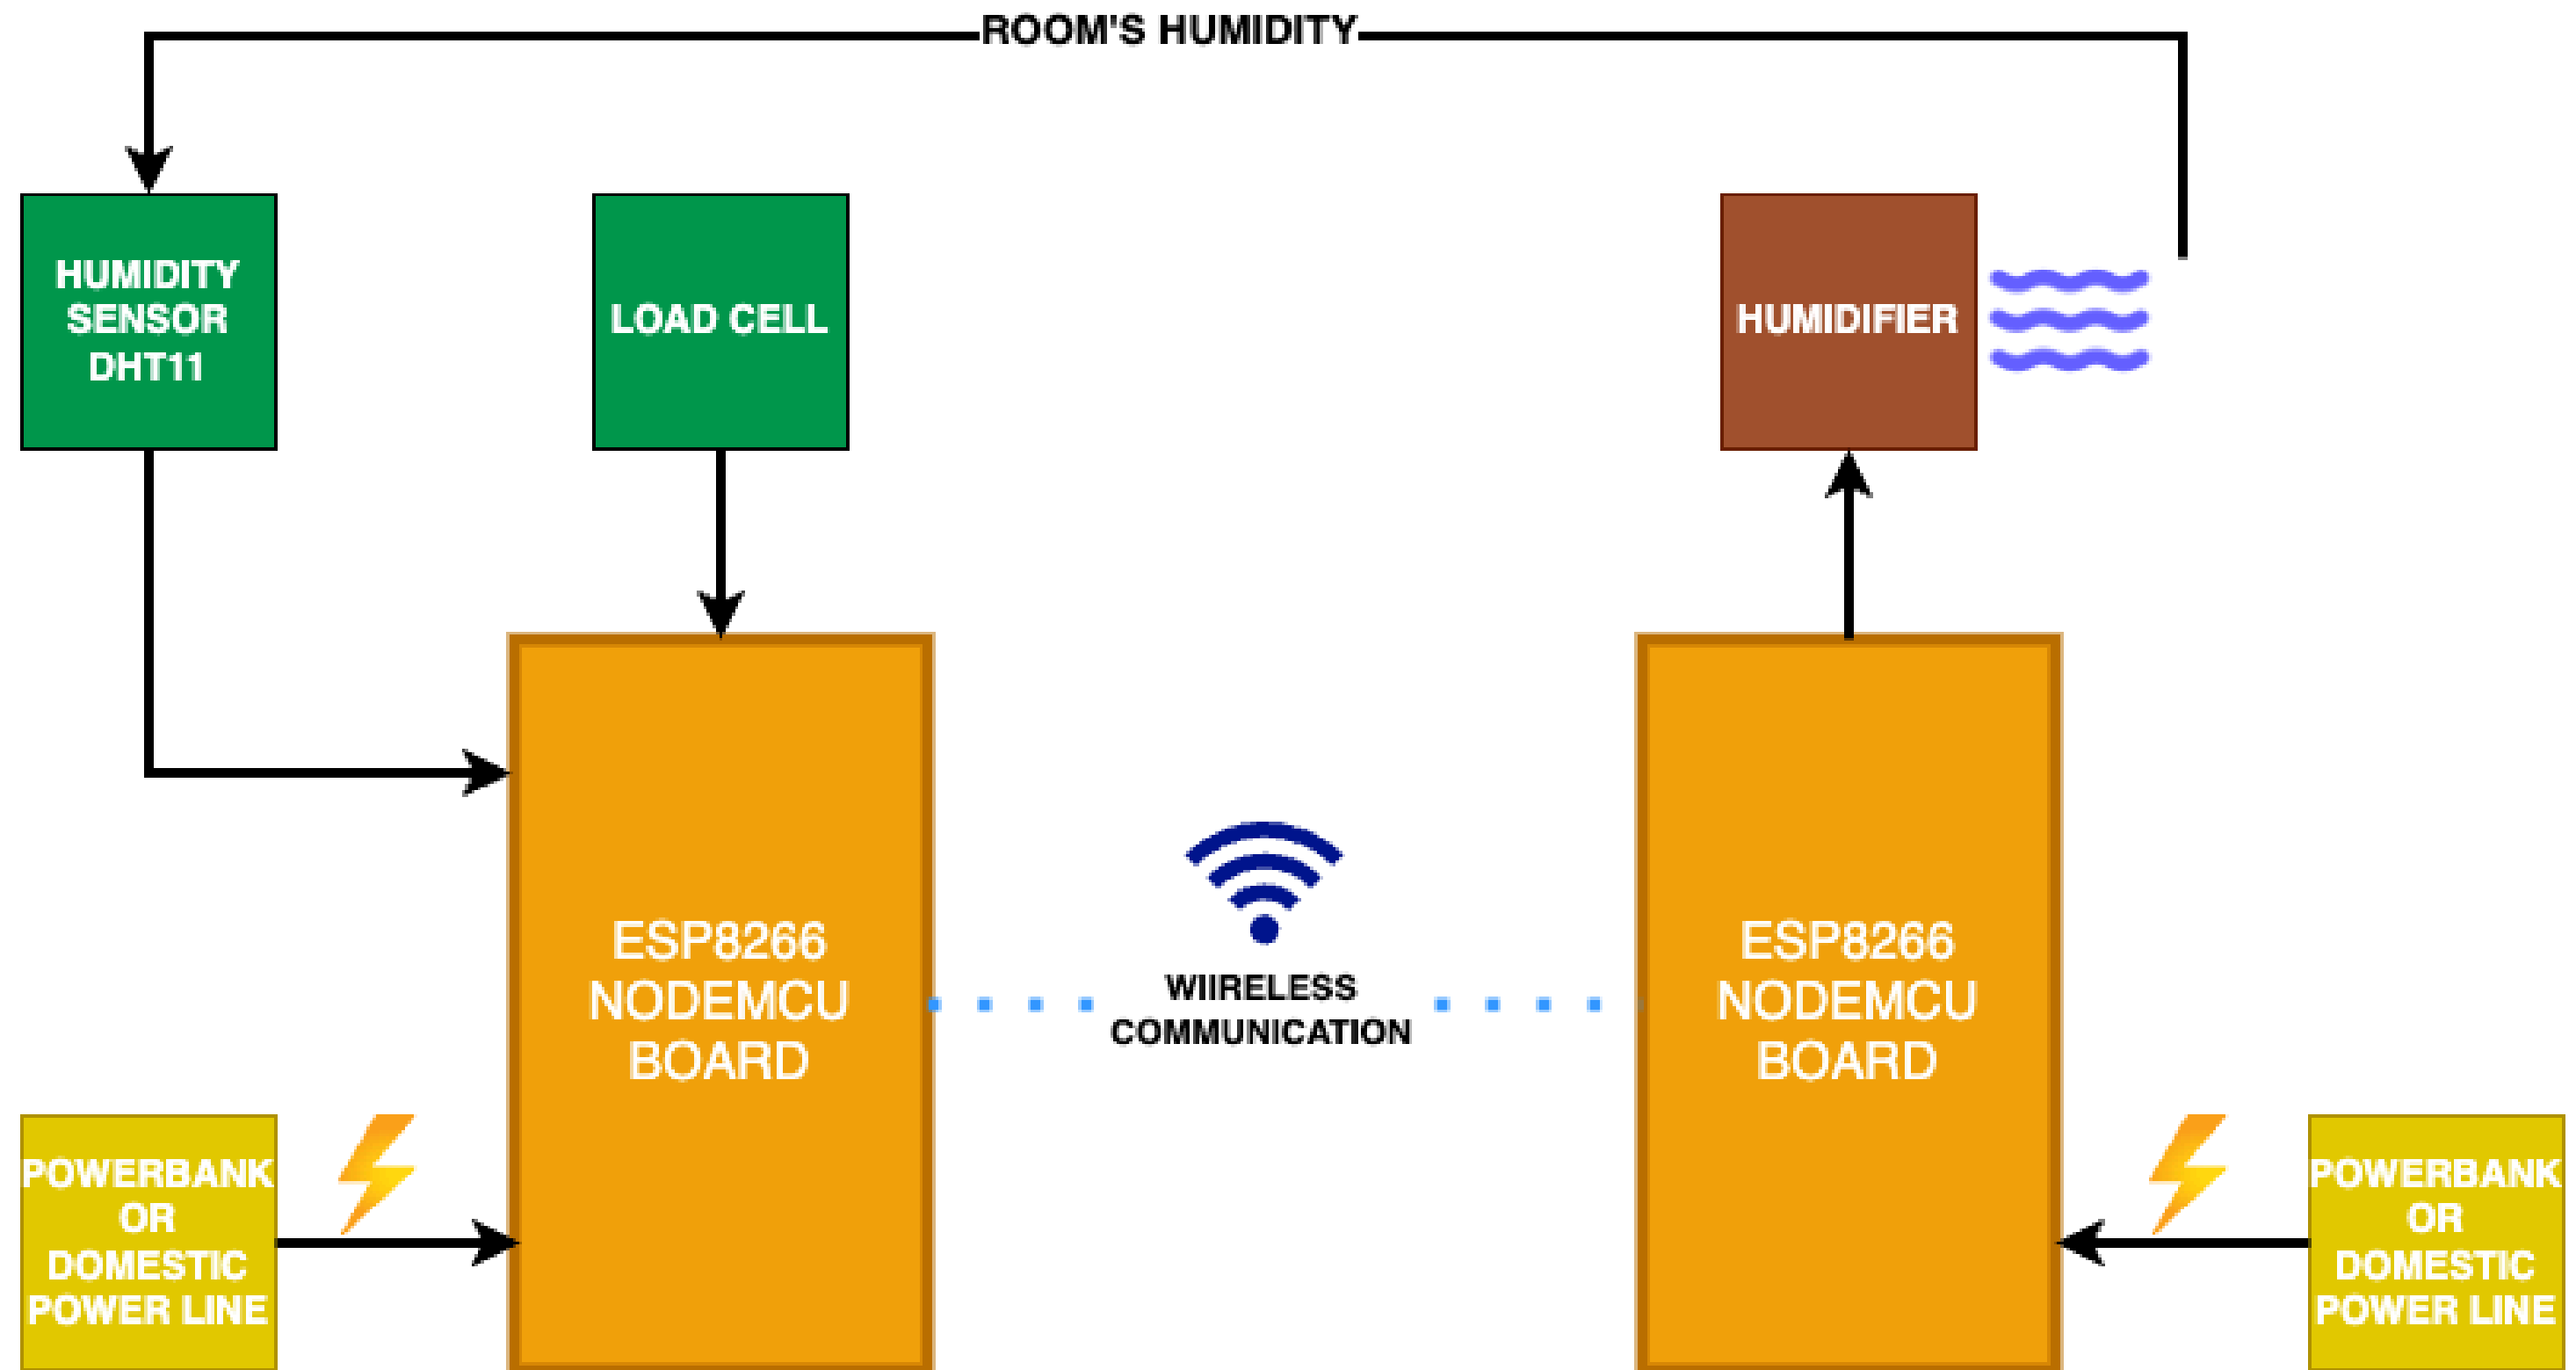 ROOM'S HUMIDITY
HUMIDITY
SENSOR
DHT11
LOAD CELL
HUMIDIFIER
ESP8266
NODEMCU
BOARD
WIIRELESS
COMMUNICATION
ESP8266
NODEMCU
BOARD
POWERBANK
OR
DOMESTIC
POWER LINE
POWERBANK
OR
DOMESTIC
POWER LINE